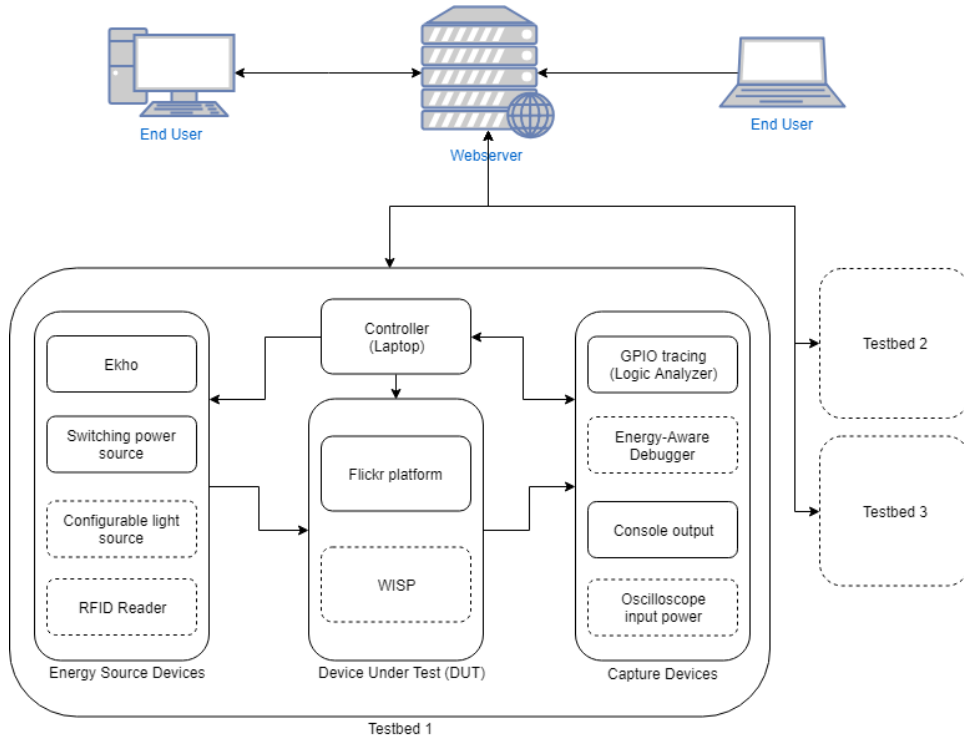 End User
Webserver
End User
Controller
(Laptop)
Ekho
Switching power
source
Configurable light
source
RFID Reader
Energy Source Devices
Flickr platform
WISP
Device Under Test (DUT)
GPIO tracing
(Logic Analyzer)
Energy-Aware
Debugger
Console output
Oscilloscope
input power
Capture Devices
Testbed 1
Testbed 2
Testbed 3